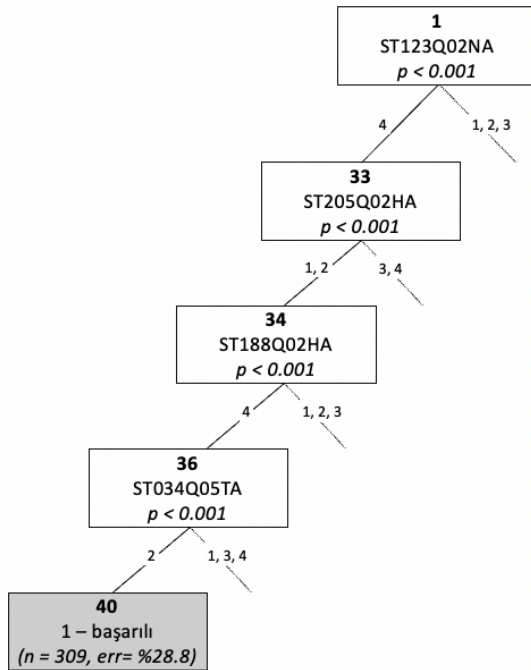 1
ST123Q02NA
p < 0.001
4
1, 2, 3
33
ST205Q02HA
p < 0.001
1, 2
3, 4
34
ST188Q02HA
p < 0.001
4
1, 2, 3
36
ST034Q05TA
p < 0.001
2
1, 3, 4
40
1 – başarılı
(n = 309, err= %28.8)